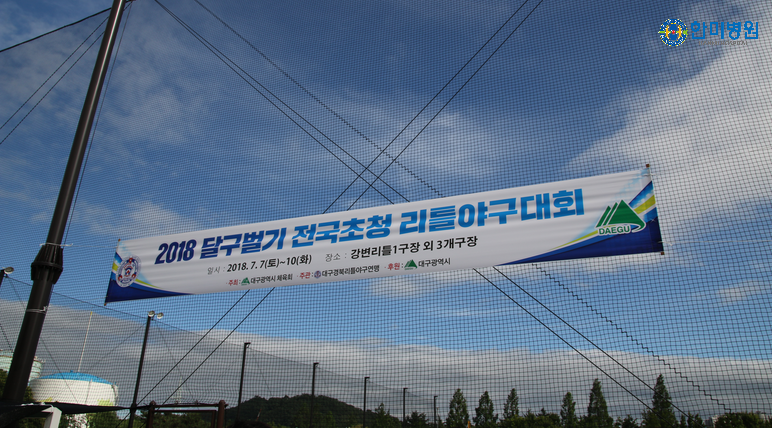 한미병원
2018 달구벌기 전국초청 리틀야구대회
일시 : 2018. 7. 7(토)~10(화) 장소 : 강변리틀1구장 외 3개구장
· 주최 : 대구광역시 체육회 · 주관 : 대구경북리틀야구연맹 · 후원 : 대구광역시
DAEGU